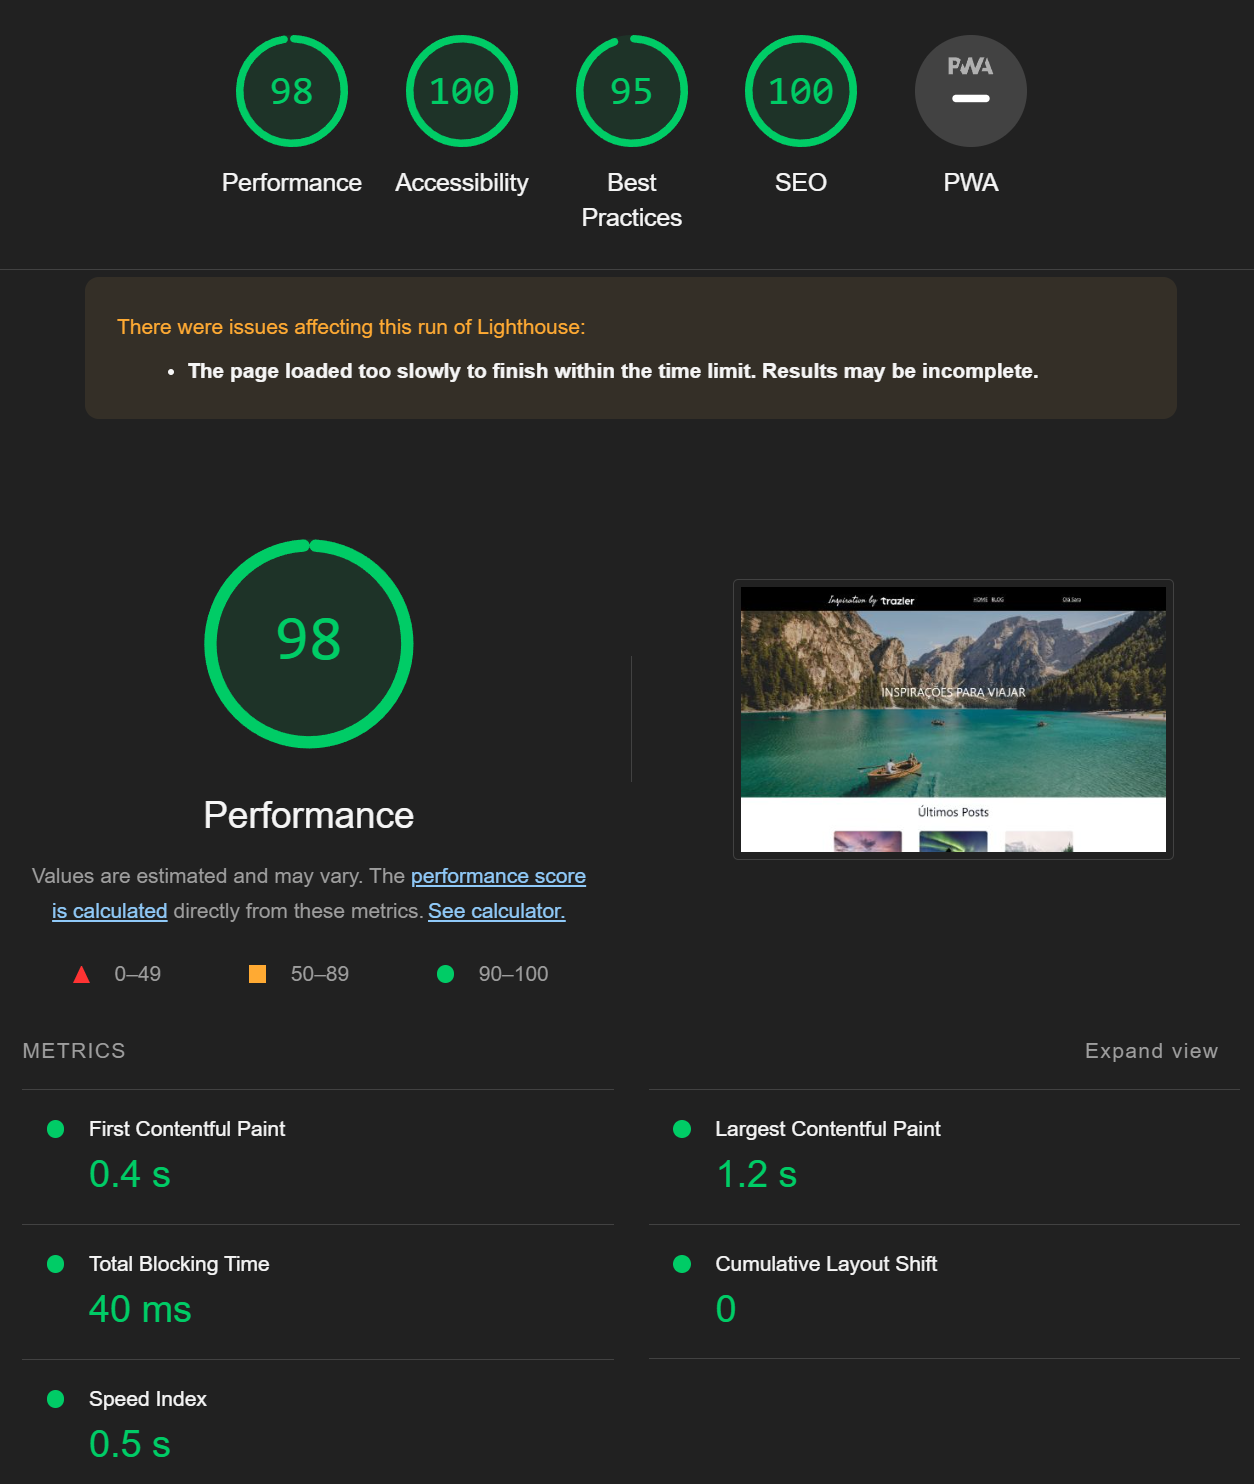 98
100
95
100
PWA
Performance
Accessibility
Best
Practices
SEO
PWA
There were issues affecting this run of Lighthouse:
• The page loaded too slowly to finish within the time limit. Results may be incomplete.
98
Performance
Values are estimated and may vary. The performance score
is calculated directly from these metrics. See calculator.
0–49
50–89
90–100
Inspiration by trazler
HOME BLOG
Olá Sara
INSPIRAÇÕES PARA VIAJAR
Últimos Posts
METRICS
Expand view
First Contentful Paint
0.4 s
Largest Contentful Paint
1.2 s
Total Blocking Time
40 ms
Cumulative Layout Shift
0
Speed Index
0.5 s